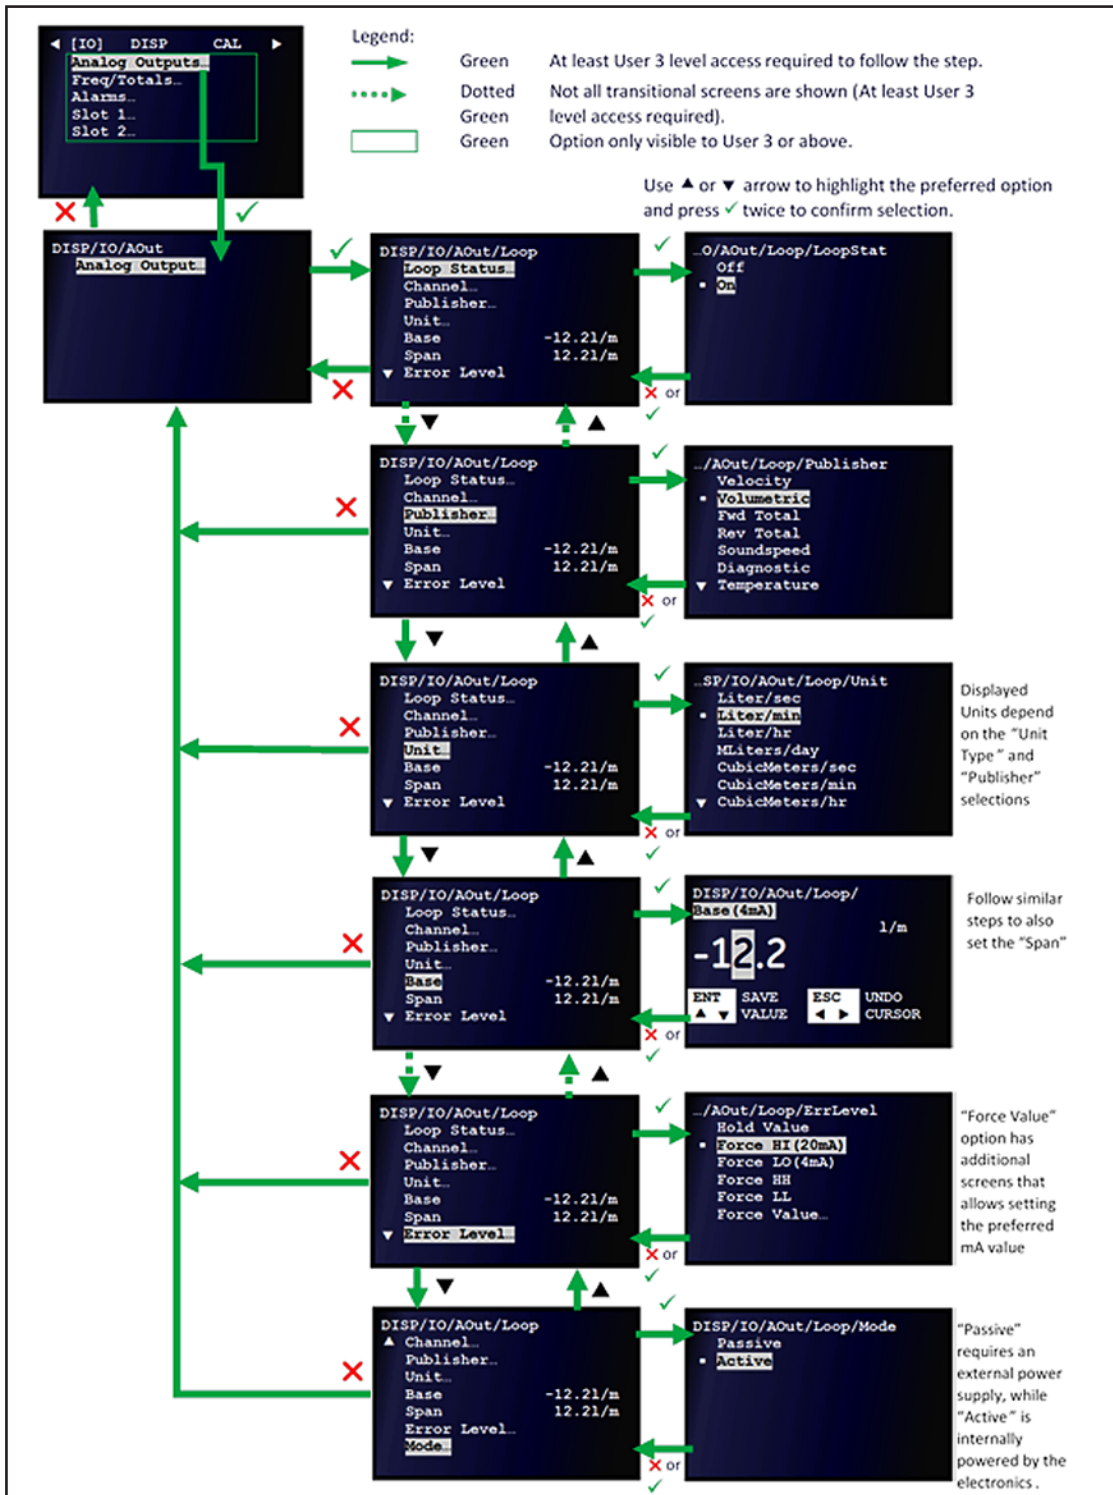 ◀ [IO] DISP CAL ▶
Analog Outputs…
Freq/Totals…
Alarms…
Slot 1…
Slot 2…
Legend:
Green At least User 3 level access required to follow the step.
Dotted Not all transitional screens are shown (At least User 3
Green level access required).
Green Option only visible to User 3 or above.
Use ▲ or ▼ arrow to highlight the preferred option
and press ✓ twice to confirm selection.
DISP/IO/AOut
Analog Output…
DISP/IO/AOut/Loop
Loop Status…
Channel…
Publisher…
Unit…
Base -12.2l/m
Span 12.2l/m
▼ Error Level
…O/AOut/Loop/LoopStat
Off
▪ On
✕ or
✓
DISP/IO/AOut/Loop
Loop Status…
Channel…
Publisher…
Unit…
Base -12.2l/m
Span 12.2l/m
▼ Error Level
…/AOut/Loop/Publisher
Velocity
▪ Volumetric
Fwd Total
Rev Total
Soundspeed
Diagnostic
▼ Temperature
✕ or
✓
DISP/IO/AOut/Loop
Loop Status…
Channel…
Publisher…
Unit…
Base -12.2l/m
Span 12.2l/m
▼ Error Level
…SP/IO/AOut/Loop/Unit
Liter/sec
▪ Liter/min
Liter/hr
MLiters/day
CubicMeters/sec
CubicMeters/min
▼ CubicMeters/hr
✕ or
✓
Displayed
Units depend
on the "Unit
Type" and
"Publisher"
selections
DISP/IO/AOut/Loop
Loop Status…
Channel…
Publisher…
Unit…
Base -12.2l/m
Span 12.2l/m
▼ Error Level
DISP/IO/AOut/Loop/
Base(4mA)
l/m
-12.2
ENT SAVE ESC UNDO
▲ ▼ VALUE ◀ ▶ CURSOR
✕ or
✓
Follow similar
steps to also
set the "Span"
DISP/IO/AOut/Loop
Loop Status…
Channel…
Publisher…
Unit…
Base -12.2l/m
Span 12.2l/m
▼ Error Level…
…/AOut/Loop/ErrLevel
Hold Value
▪ Force HI(20mA)
Force LO(4mA)
Force HH
Force LL
Force Value…
✕ or
✓
"Force Value"
option has
additional
screens that
allows setting
the preferred
mA value
DISP/IO/AOut/Loop
▲ Channel…
Publisher…
Unit…
Base -12.2l/m
Span 12.2l/m
Error Level…
Mode…
DISP/IO/AOut/Loop/Mode
Passive
▪ Active
✕ or
✓
"Passive"
requires an
external power
supply, while
"Active" is
internally
powered by the
electronics.